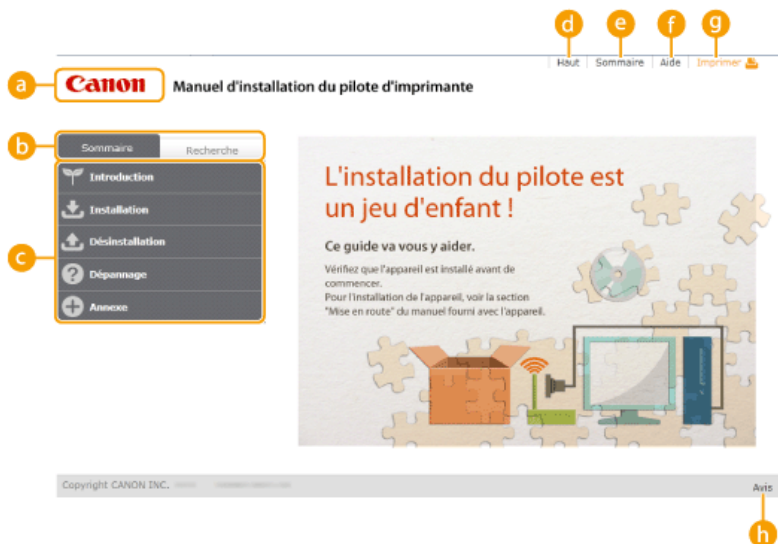 d e f g
Haut Sommaire Aide Imprimer
a Canon Manuel d'installation du pilote d'imprimante
b Sommaire Recherche
Introduction
Installation
Désinstallation
c
Dépannage
Annexe
L'installation du pilote est
un jeu d'enfant !
Ce guide va vous y aider.
Vérifiez que l'appareil est installé avant de
commencer.
Pour l'installation de l'appareil, voir la section
"Mise en route" du manuel fourni avec l'appareil.
Copyright CANON INC.
Avis
h